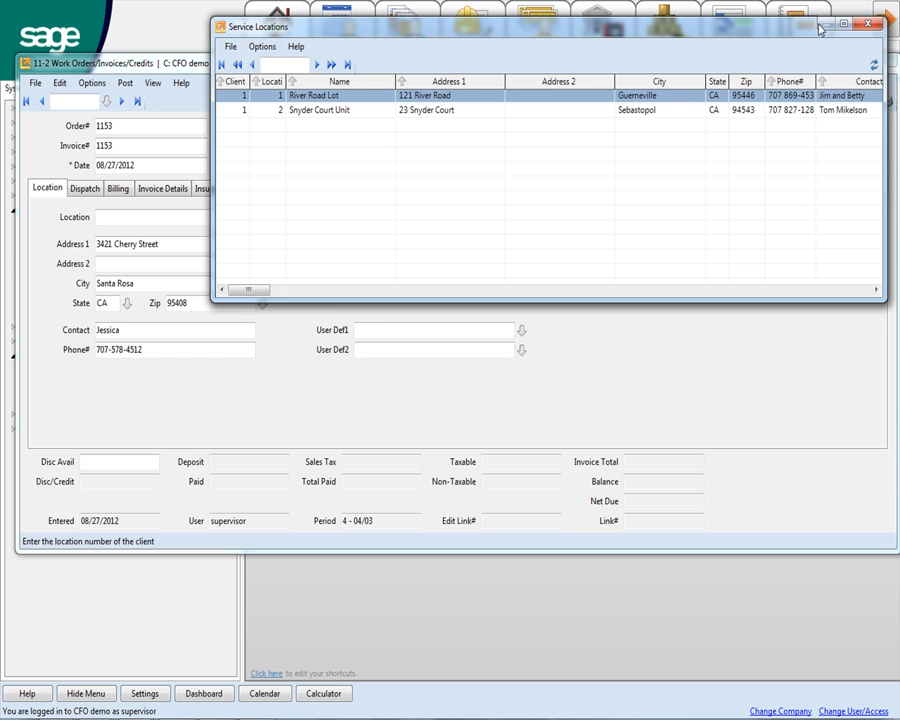 sage
Service Locations
File Options Help
Client Locati Name Address 1 Address 2 City State Zip Phone# Contact
1 1 River Road Lot 121 River Road Guerneville CA 95446 707 869-453 Jim and Betty
1 2 Snyder Court Unit 23 Snyder Court Sebastopol CA 94543 707 827-128 Tom Mikelson
11-2 Work Orders/Invoices/Credits | C: CFO demo
File Edit Options Post View Help
Order# 1153
Invoice# 1153
* Date 08/27/2012
Location Dispatch Billing Invoice Details Insu
Location
Address 1 3421 Cherry Street
Address 2
City Santa Rosa
State CA Zip 95408
Contact Jessica User Def1
Phone# 707-578-4512 User Def2
Disc Avail Deposit Sales Tax Taxable Invoice Total
Disc/Credit Paid Total Paid Non-Taxable Balance
Net Due
Entered 08/27/2012 User supervisor Period 4 - 04/03 Edit Link# Link#
Enter the location number of the client
Click here to edit your shortcuts.
Help Hide Menu Settings Dashboard Calendar Calculator
You are logged in to CFO demo as supervisor Change Company Change User/Access